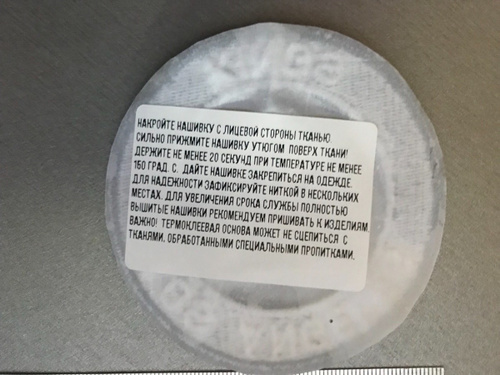 НАКРОЙТЕ НАШИВКУ С ЛИЦЕВОЙ СТОРОНЫ ТКАНЬЮ.
СИЛЬНО ПРИЖМИТЕ НАШИВКУ УТЮГОМ ПОВЕРХ ТКАНИ!
ДЕРЖИТЕ НЕ МЕНЕЕ 20 СЕКУНД ПРИ ТЕМПЕРАТУРЕ НЕ МЕНЕЕ
160 ГРАД. С. ДАЙТЕ НАШИВКЕ ЗАКРЕПИТЬСЯ НА ОДЕЖДЕ.
ДЛЯ НАДЕЖНОСТИ ЗАФИКСИРУЙТЕ НИТКОЙ В НЕСКОЛЬКИХ
МЕСТАХ. ДЛЯ УВЕЛИЧЕНИЯ СРОКА СЛУЖБЫ ПОЛНОСТЬЮ
ВЫШИТЫЕ НАШИВКИ РЕКОМЕНДУЕМ ПРИШИВАТЬ К ИЗДЕЛИЯМ
ВАЖНО! ТЕРМОКЛЕЕВАЯ ОСНОВА МОЖЕТ НЕ СЦЕПИТЬСЯ С
ТКАНЯМИ, ОБРАБОТАННЫМИ СПЕЦИАЛЬНЫМИ ПРОПИТКАМИ.